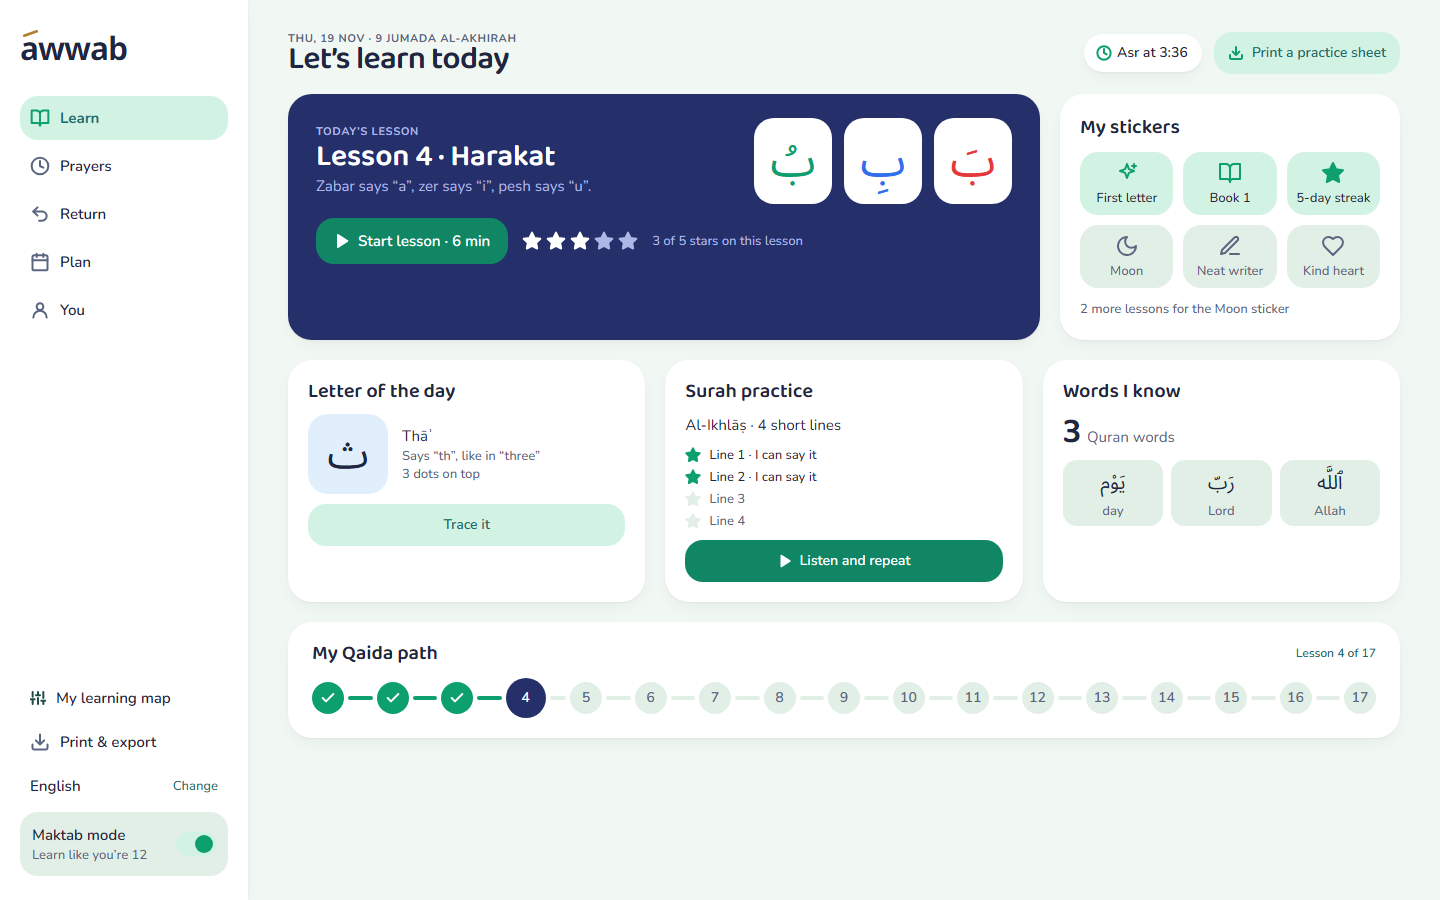 awwab
Learn
Prayers
Return
Plan
You
My learning map
Print & export
English
Change
Maktab mode
Learn like you’re 12
THU, 19 NOV · 9 JUMADA AL-AKHIRAH
Let’s learn today
Asr at 3:36
Print a practice sheet
TODAY’S LESSON
Lesson 4 · Harakat
Zabar says “a”, zer says “i”, pesh says “u”.
بَ بِ بُ
Start lesson · 6 min
3 of 5 stars on this lesson
My stickers
First letter
Book 1
5-day streak
Moon
Neat writer
Kind heart
2 more lessons for the Moon sticker
Letter of the day
ث
Thāʾ
Says “th”, like in “three”
3 dots on top
Trace it
Surah practice
Al-Ikhlāṣ · 4 short lines
Line 1 · I can say it
Line 2 · I can say it
Line 3
Line 4
Listen and repeat
Words I know
3 Quran words
يَوْم
day
رَبّ
Lord
ٱللَّه
Allah
My Qaida path
Lesson 4 of 17
4 5 6 7 8 9 10 11 12 13 14 15 16 17